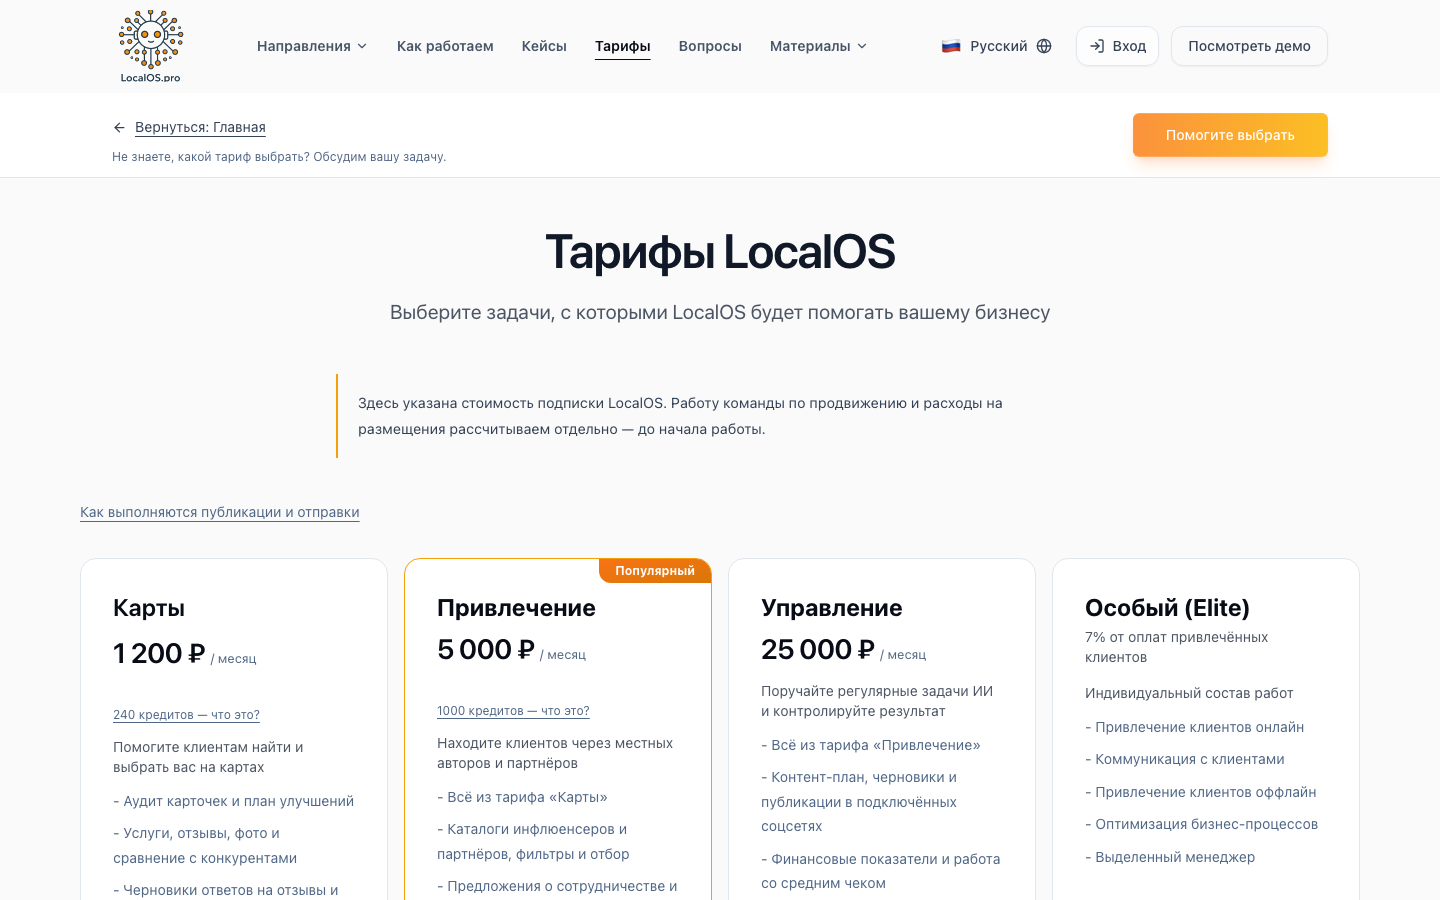 LocalOS.pro
Направления
Как работаем
Кейсы
Тарифы
Вопросы
Материалы
Русский
Вход
Посмотреть демо
Вернуться: Главная
Не знаете, какой тариф выбрать? Обсудим вашу задачу.
Помогите выбрать
Тарифы LocalOS
Выберите задачи, с которыми LocalOS будет помогать вашему бизнесу
Здесь указана стоимость подписки LocalOS. Работу команды по продвижению и расходы на
размещения рассчитываем отдельно — до начала работы.
Как выполняются публикации и отправки
Карты
1 200 ₽ / месяц
240 кредитов — что это?
Помогите клиентам найти и
выбрать вас на картах
- Аудит карточек и план улучшений
- Услуги, отзывы, фото и
сравнение с конкурентами
- Черновики ответов на отзывы и
Популярный
Привлечение
5 000 ₽ / месяц
1000 кредитов — что это?
Находите клиентов через местных
авторов и партнёров
- Всё из тарифа «Карты»
- Каталоги инфлюенсеров и
партнёров, фильтры и отбор
- Предложения о сотрудничестве и
Управление
25 000 ₽ / месяц
Поручайте регулярные задачи ИИ
и контролируйте результат
- Всё из тарифа «Привлечение»
- Контент-план, черновики и
публикации в подключённых
соцсетях
- Финансовые показатели и работа
со средним чеком
Особый (Elite)
7% от оплат привлечённых
клиентов
Индивидуальный состав работ
- Привлечение клиентов онлайн
- Коммуникация с клиентами
- Привлечение клиентов оффлайн
- Оптимизация бизнес-процессов
- Выделенный менеджер